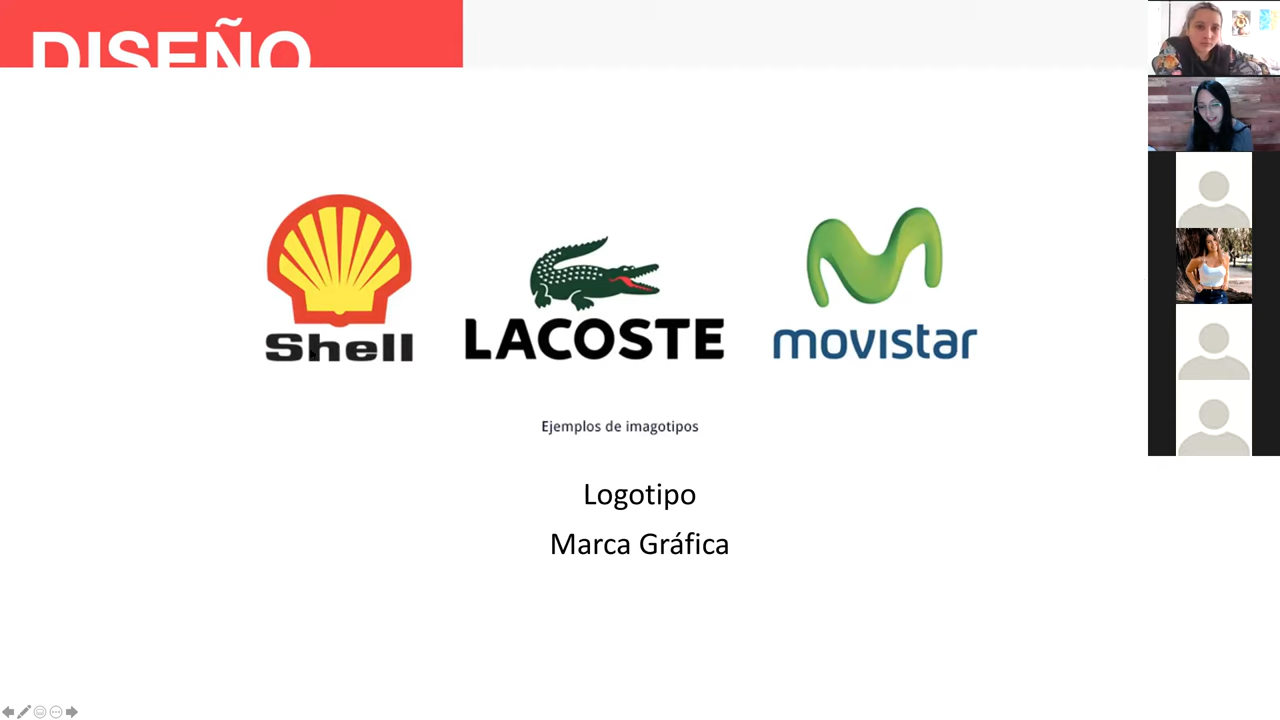 DISEÑO
Shell
LACOSTE
movistar
Ejemplos de imagotipos
Logotipo
Marca Gráfica